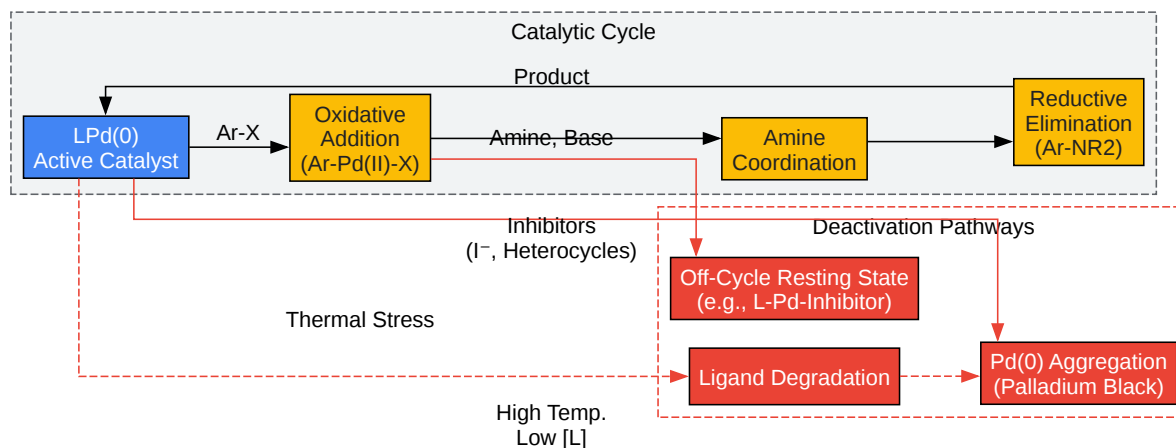 Catalytic Cycle
Product
LPd(0)
Active Catalyst
Ar-X
Oxidative
Addition
(Ar-Pd(II)-X)
Amine, Base
Amine
Coordination
Reductive
Elimination
(Ar-NR2)
Inhibitors
(I⁻, Heterocycles)
Deactivation Pathways
Off-Cycle Resting State
(e.g., L-Pd-Inhibitor)
Thermal Stress
Ligand Degradation
Pd(0) Aggregation
(Palladium Black)
High Temp.
Low [L]